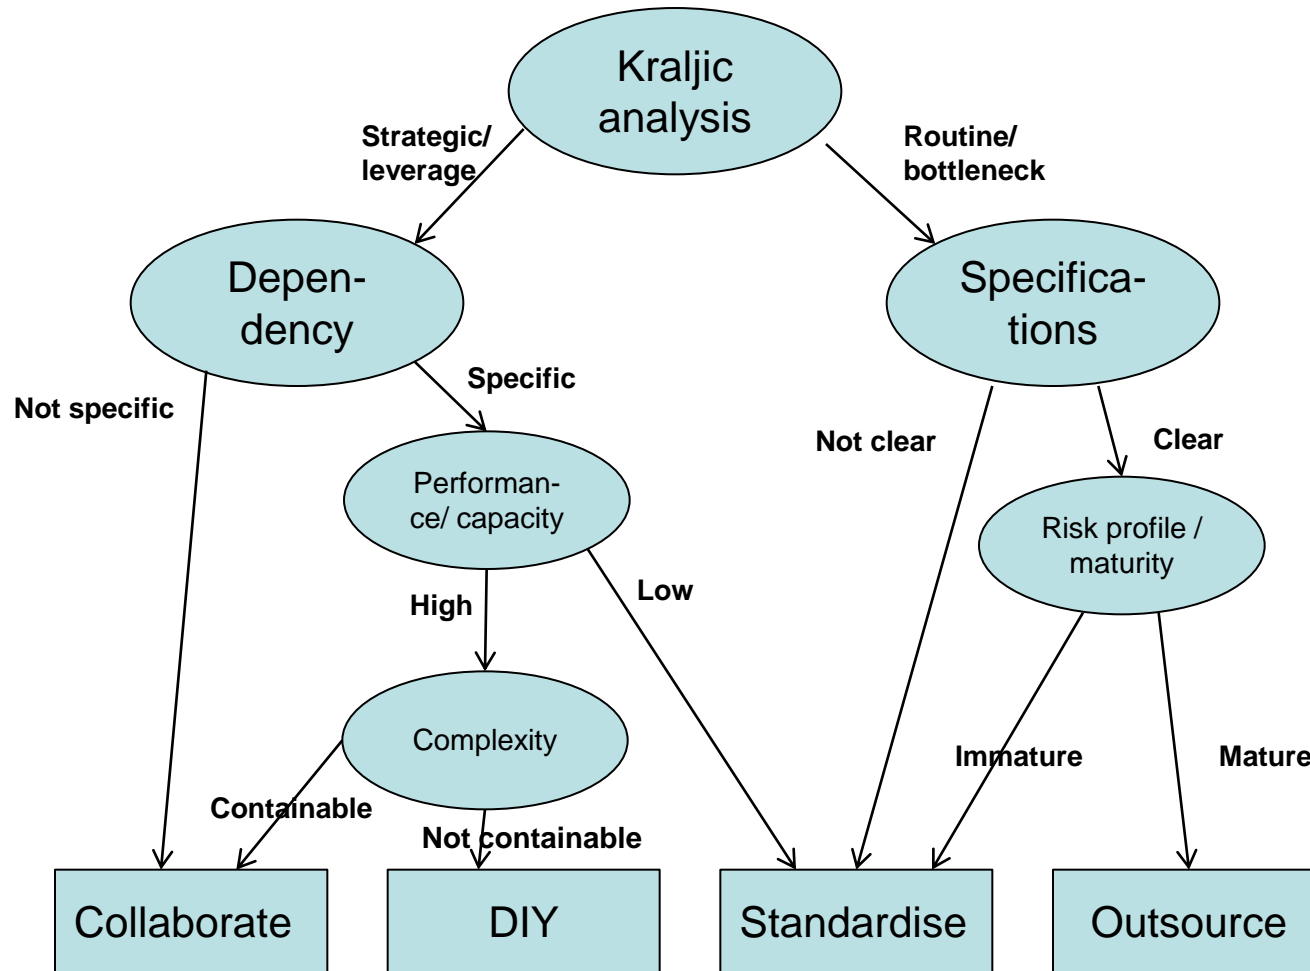 Kraljic
analysis
Strategic/
leverage
Routine/
bottleneck
Depen-
dency
Specifica-
tions
Not specific
Specific
Not clear
Clear
Performan-
ce/ capacity
Risk profile /
maturity
High
Low
Complexity
Immature
Mature
Containable
Not containable
Collaborate
DIY
Standardise
Outsource